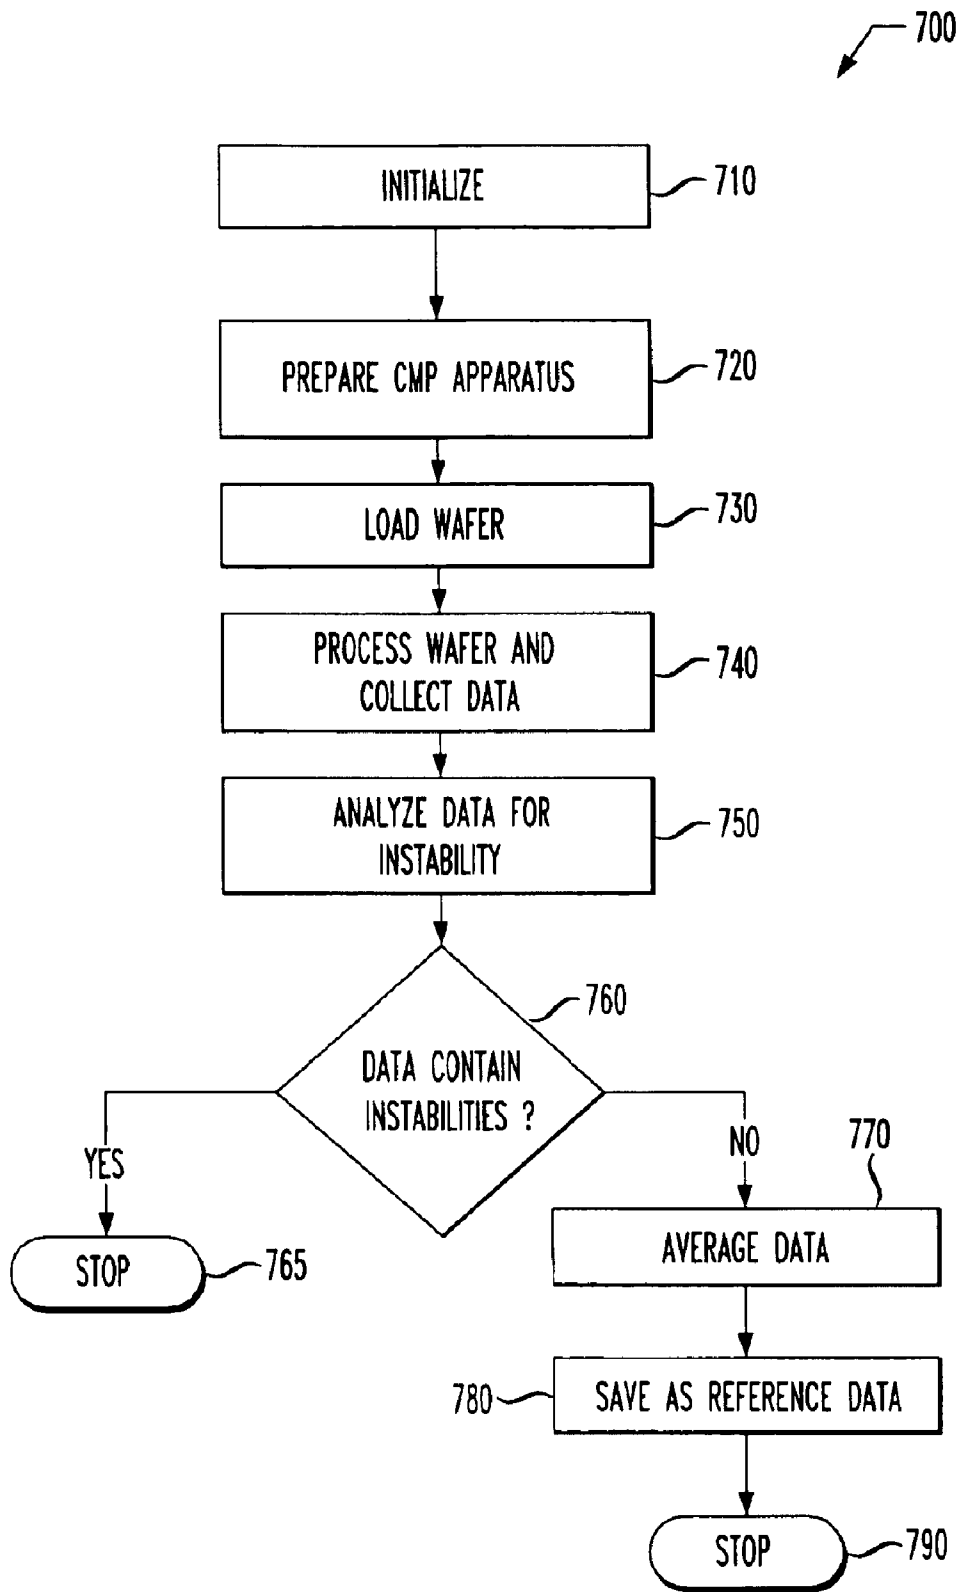 700
INITIALIZE
710
PREPARE CMP APPARATUS
720
LOAD WAFER
730
PROCESS WAFER AND
COLLECT DATA
740
ANALYZE DATA FOR
INSTABILITY
750
760
DATA CONTAIN
INSTABILITIES ?
YES
NO
770
STOP
765
AVERAGE DATA
780
SAVE AS REFERENCE DATA
STOP
790